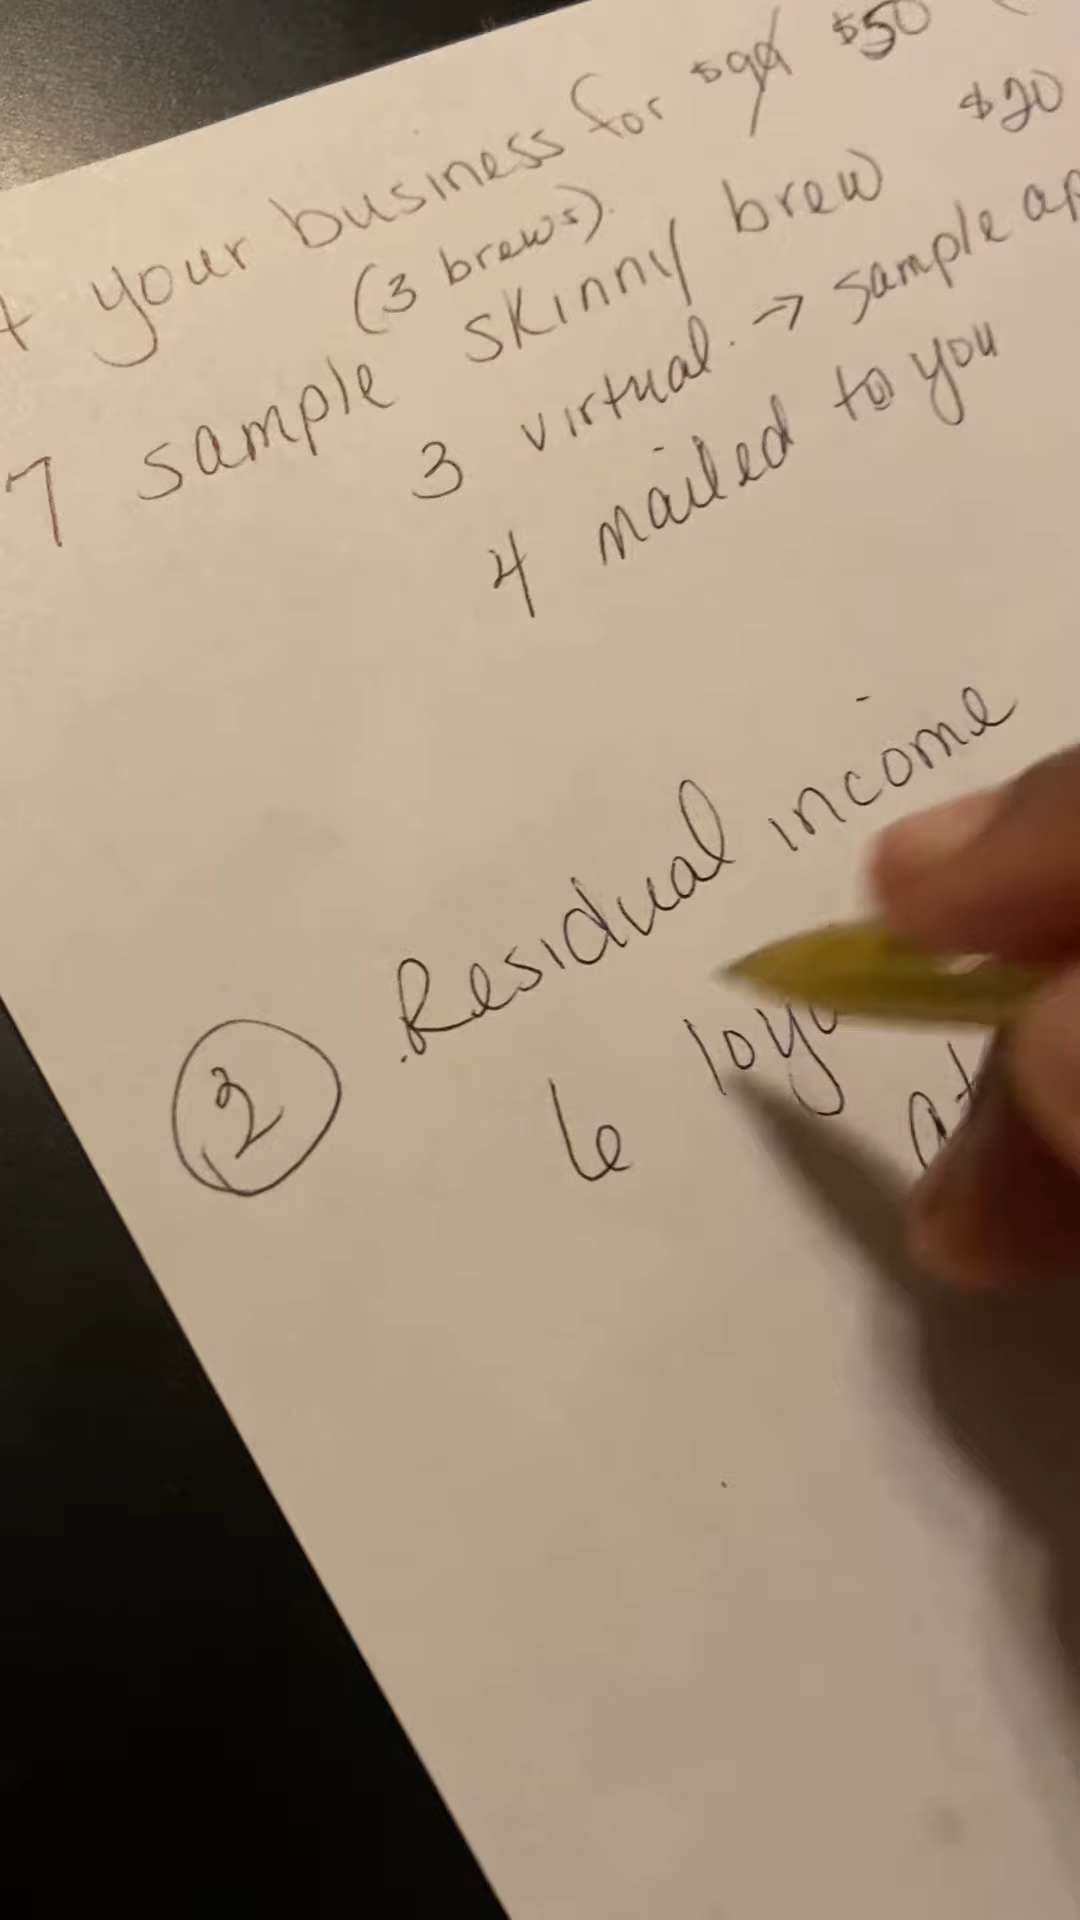 your business for $99 $50
(3 brews) $20
7 sample skinny brew
3 virtual. → sample
4 mailed to you
2 Residual income
6